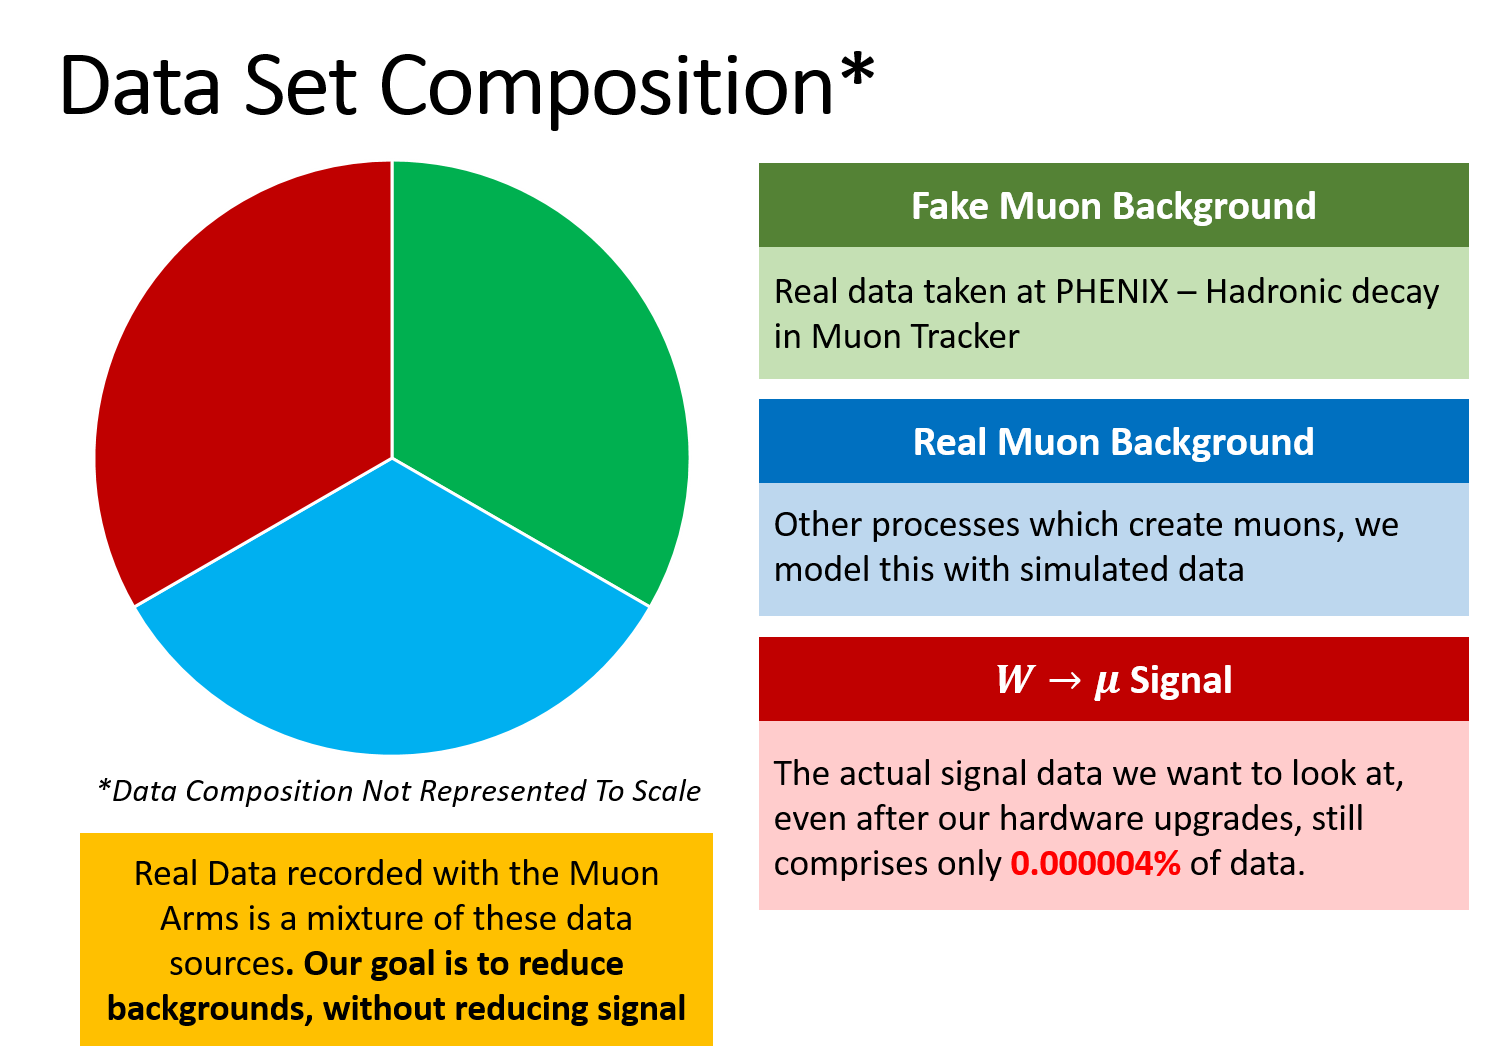 Data Set Composition*
Fake Muon Background
Real data taken at PHENIX – Hadronic decay
in Muon Tracker
Real Muon Background
Other processes which create muons, we
model this with simulated data
W → μ Signal
The actual signal data we want to look at,
even after our hardware upgrades, still
comprises only 0.000004% of data.
*Data Composition Not Represented To Scale
Real Data recorded with the Muon
Arms is a mixture of these data
sources. Our goal is to reduce
backgrounds, without reducing signal